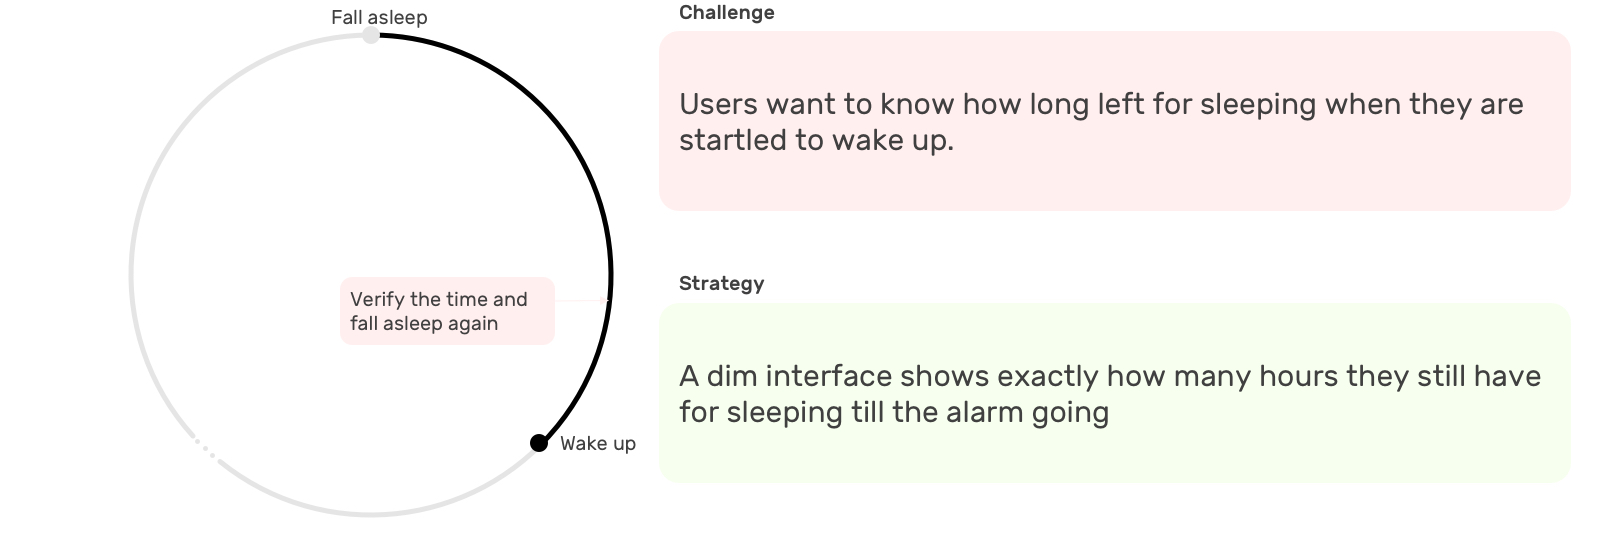 Fall asleep
Verify the time and
fall asleep again
Wake up
Challenge
Users want to know how long left for sleeping when they are
startled to wake up.
Strategy
A dim interface shows exactly how many hours they still have
for sleeping till the alarm going